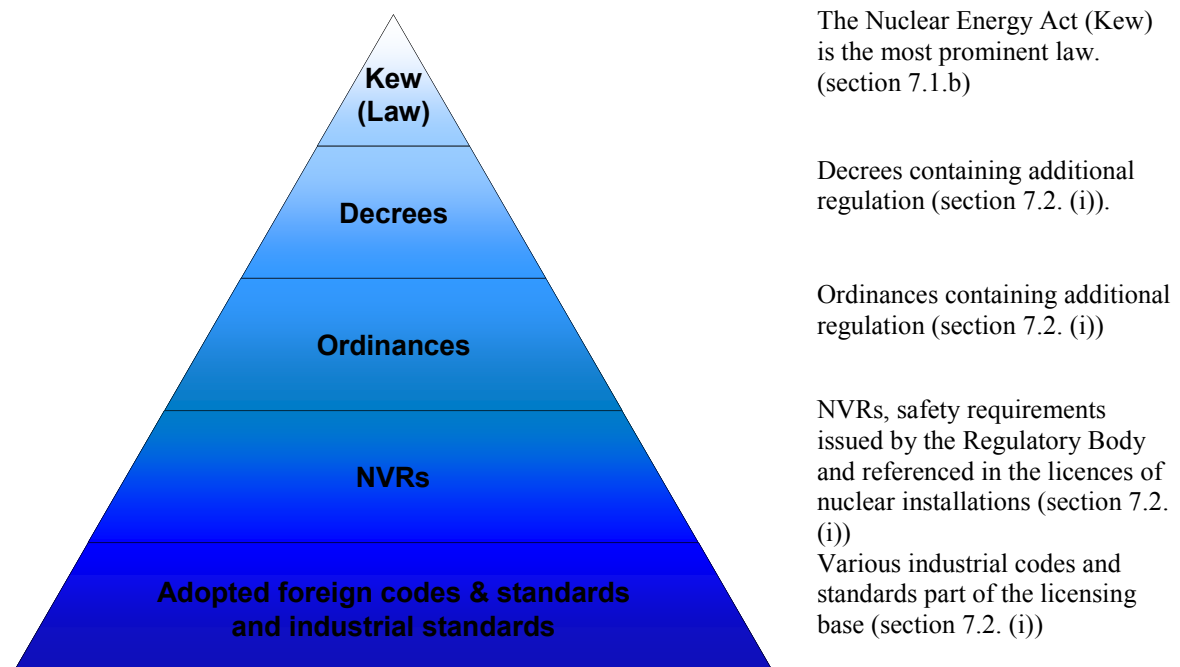 Kew
(Law)
The Nuclear Energy Act (Kew)
is the most prominent law.
(section 7.1.b)
Decrees
Decrees containing additional
regulation (section 7.2. (i)).
Ordinances
Ordinances containing additional
regulation (section 7.2. (i))
NVRs
NVRs, safety requirements
issued by the Regulatory Body
and referenced in the licences of
nuclear installations (section 7.2.
(i))
Adopted foreign codes & standards
and industrial standards
Various industrial codes and
standards part of the licensing
base (section 7.2. (i))